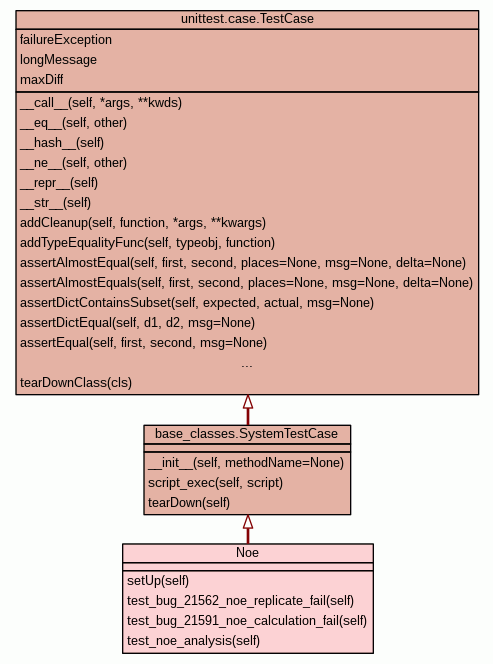 unittest.case.TestCase
failureException
longMessage
maxDiff
__call__(self, *args, **kwds)
__eq__(self, other)
__hash__(self)
__ne__(self, other)
__repr__(self)
__str__(self)
addCleanup(self, function, *args, **kwargs)
addTypeEqualityFunc(self, typeobj, function)
assertAlmostEqual(self, first, second, places=None, msg=None, delta=None)
assertAlmostEquals(self, first, second, places=None, msg=None, delta=None)
assertDictContainsSubset(self, expected, actual, msg=None)
assertDictEqual(self, d1, d2, msg=None)
assertEqual(self, first, second, msg=None)
...
tearDownClass(cls)
base_classes.SystemTestCase
__init__(self, methodName=None)
script_exec(self, script)
tearDown(self)
Noe
setUp(self)
test_bug_21562_noe_replicate_fail(self)
test_bug_21591_noe_calculation_fail(self)
test_noe_analysis(self)